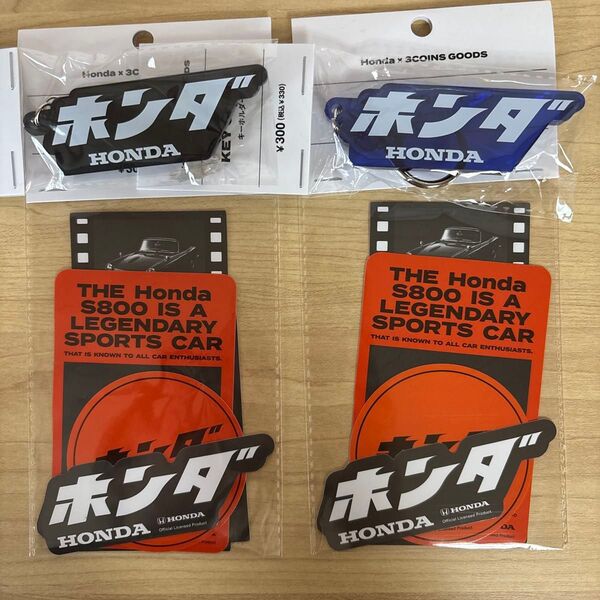 Honda × 3C
ホンダ
HONDA
KEY
キーホルダ
¥300(税込¥330)
Honda × 3COINS GOODS
ホンダ
HONDA
THE Honda
S800 IS A
LEGENDARY
SPORTS CAR
THAT IS KNOWN TO ALL CAR ENTHUSIASTS.
ホンダ
HONDA
HONDA
Official Licensed Product
THE Honda
S800 IS A
LEGENDARY
SPORTS CAR
THAT IS KNOWN TO ALL CAR ENTHUSIASTS.
ホンダ
HONDA
HONDA
Official Licensed Product